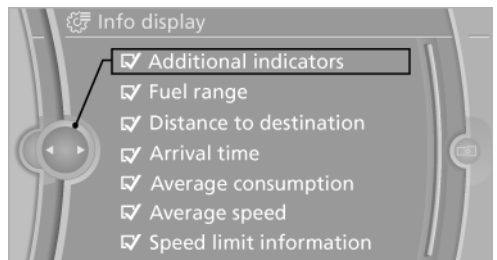 Info display
Additional indicators
Fuel range
Distance to destination
Arrival time
Average consumption
Average speed
Speed limit information